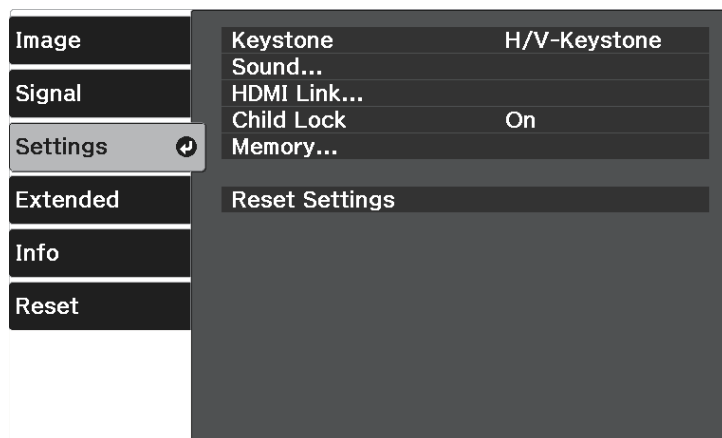 Image
Signal
Settings
Extended
Info
Reset
Keystone H/V-Keystone
Sound...
HDMI Link...
Child Lock On
Memory...
Reset Settings